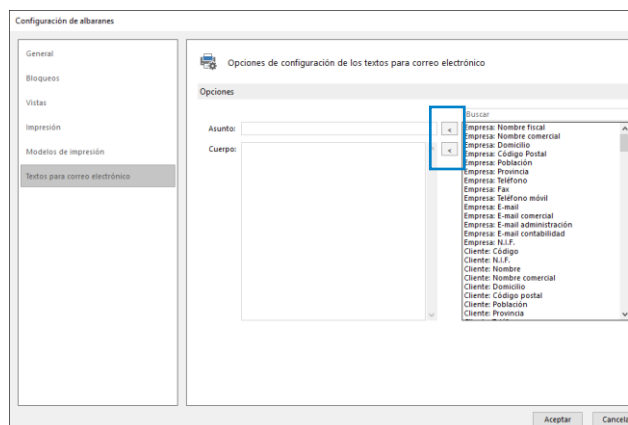 Configuración de albaranes
General
Bloqueos
Vistas
Impresión
Modelos de impresión
Textos para correo electrónico
Opciones de configuración de los textos para correo electrónico
Opciones
Asunto:
<
Cuerpo:
<
Buscar
Empresa: Nombre fiscal
Empresa: Nombre comercial
Empresa: Domicilio
Empresa: Código Postal
Empresa: Población
Empresa: Provincia
Empresa: Teléfono
Empresa: Fax
Empresa: Teléfono móvil
Empresa: E-mail
Empresa: E-mail comercial
Empresa: E-mail administración
Empresa: E-mail contabilidad
Empresa: N.I.F.
Cliente: Código
Cliente: N.I.F.
Cliente: Nombre
Cliente: Nombre comercial
Cliente: Domicilio
Cliente: Código postal
Cliente: Población
Cliente: Provincia
Aceptar
Cancela